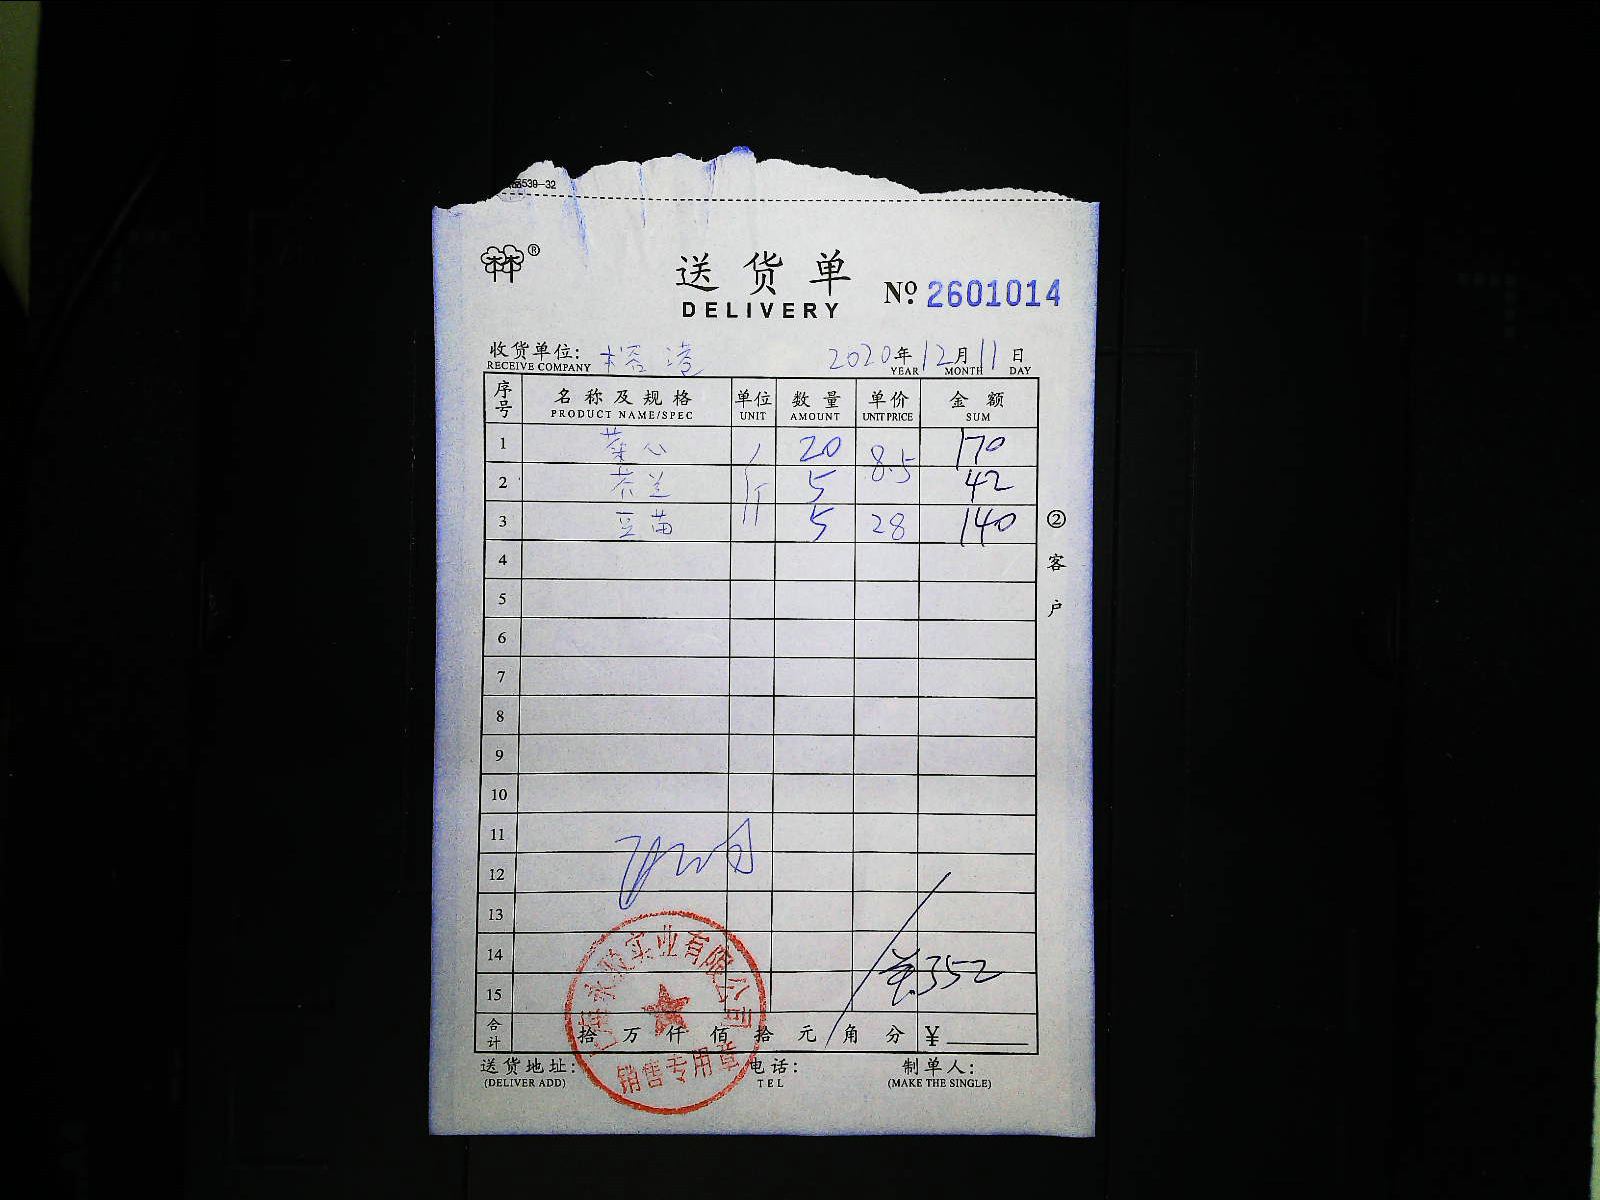 539-32
®
送货单
DELIVERY
№ 2601014
收货单位: 榕港 2020年12月11日
RECEIVE COMPANY YEAR MONTH DAY
序号 名称及规格 单位 数量 单价 金额
PRODUCT NAME/SPEC UNIT AMOUNT UNIT PRICE SUM
1 菜心 20 8.5 170
2 芥兰 斤 5 42
3 豆苗 5 28 140
4
5
6
7
8
9
10
11
12
13
14 352
15
合计 拾 万 仟 佰 拾 元 角 分 ¥
② 客户
送货地址: 电话: 制单人:
(DELIVER ADD) TEL (MAKE THE SINGLE)
实业有限公司
销售专用章